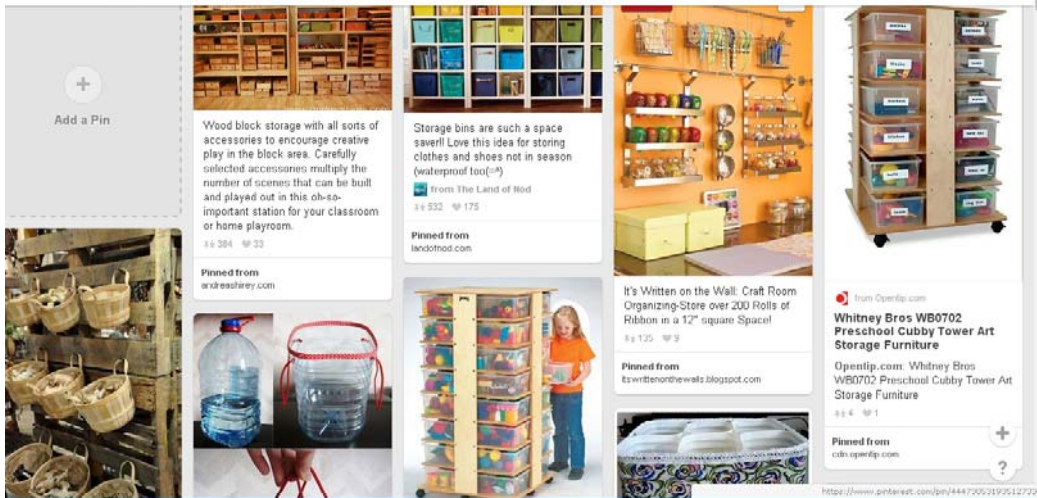 Add a Pin
Wood block storage with all sorts of
accessories to encourage creative
play in the block area. Carefully
selected accessories multiply the
number of scenes that can be built
and played out in this oh-so-
important station for your classroom
or home playroom.
384 33
Pinned from
andreashirey.com
Storage bins are such a space
saver!! Love this idea for storing
clothes and shoes not in season
from The Land of Nod
532 175
Pinned from
landofnod.com
It's Written on the Wall: Craft Room
Organizing-Store over 200 Rolls of
Ribbon in a 12" square Space!
135 9
Pinned from
itswrittenonthewalls.blogspot.com
from Opentip.com
Whitney Bros WB0702
Preschool Cubby Tower Art
Storage Furniture
Opentip.com: Whitney Bros
WB0702 Preschool Cubby Tower Art
Storage Furniture
4 1
Pinned from
cdn.opentip.com
+
?